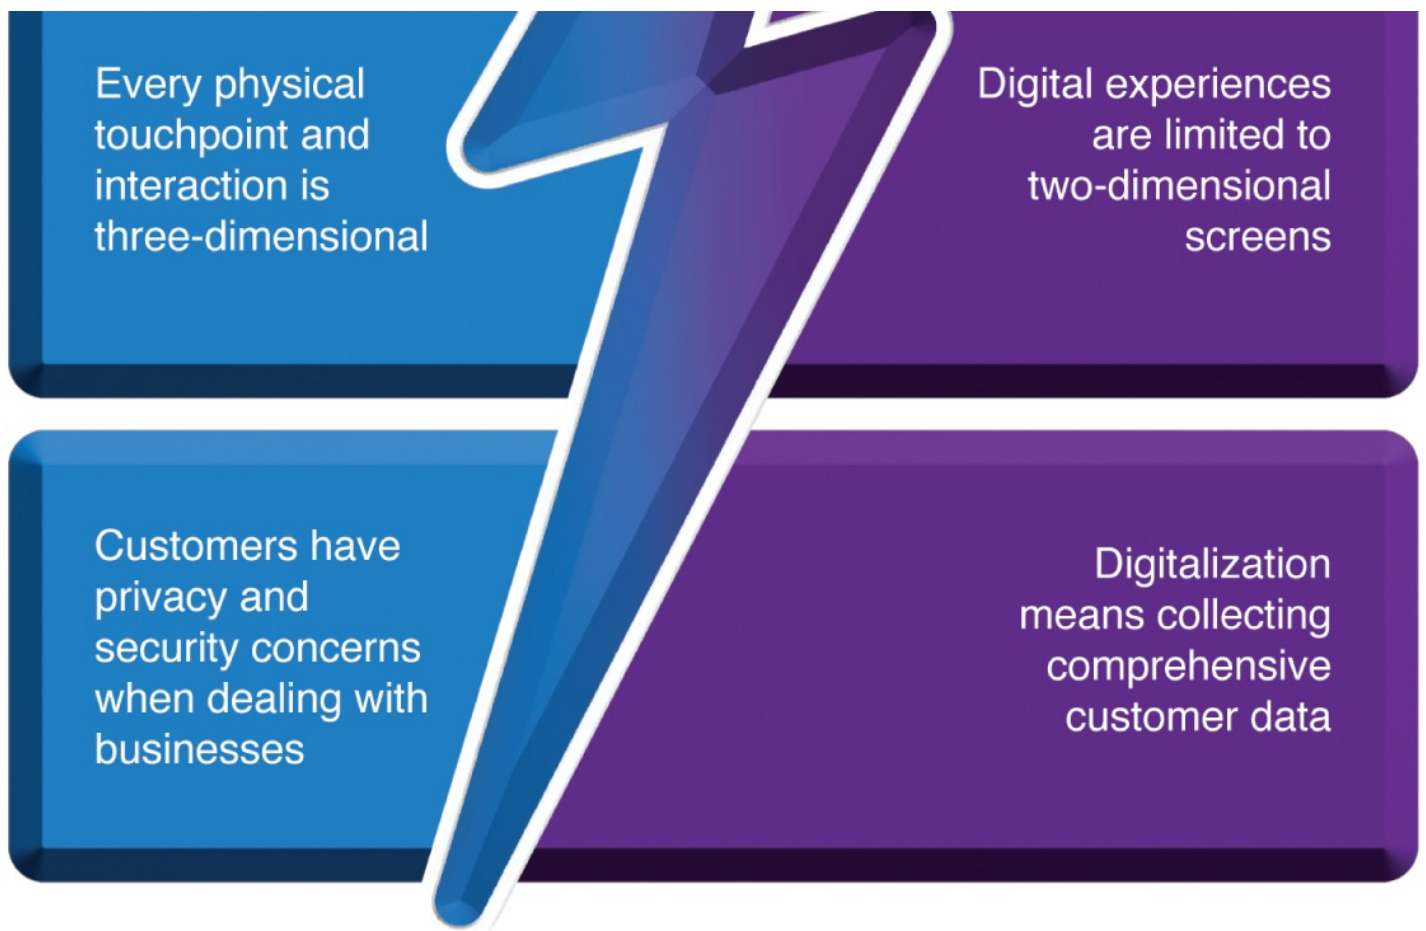 Every physical
touchpoint and
interaction is
three-dimensional
Digital experiences
are limited to
two-dimensional
screens
Customers have
privacy and
security concerns
when dealing with
businesses
Digitalization
means collecting
comprehensive
customer data